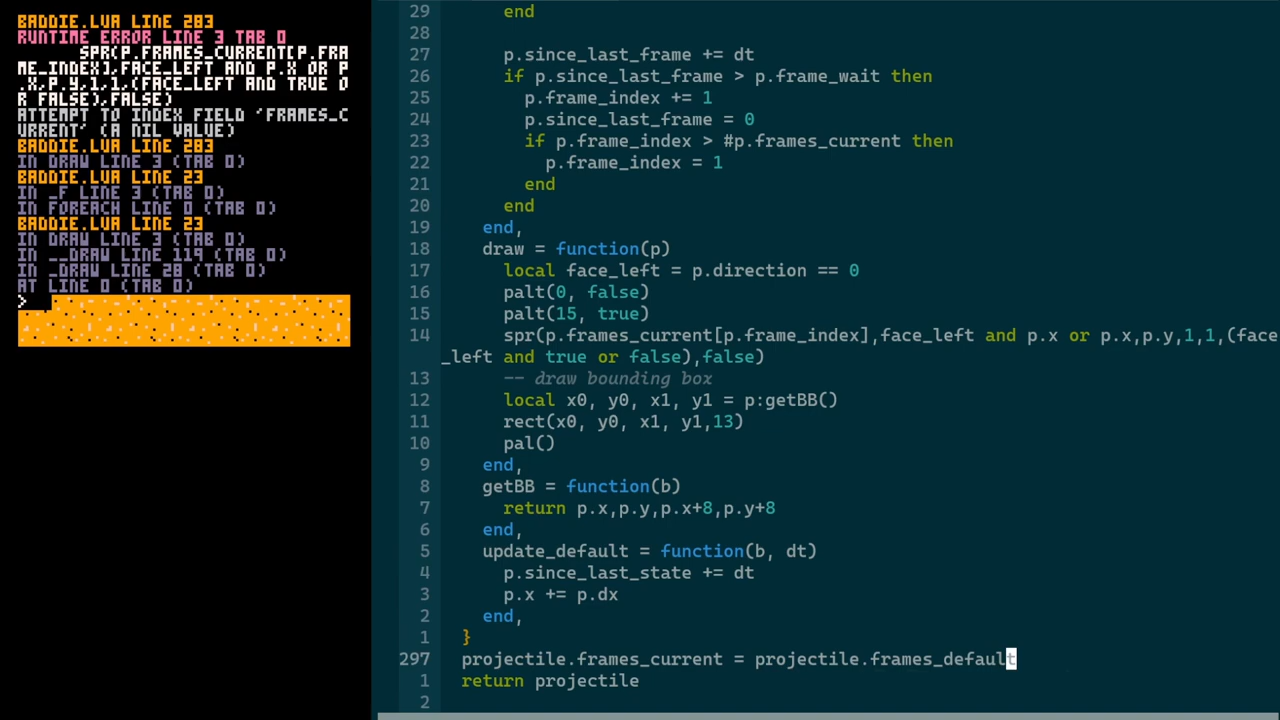 BADDIE.LUA LINE 283
RUNTIME ERROR LINE 3 TAB 0
SPR(P.FRAMES_CURRENT[P.FRA
ME_INDEX],FACE_LEFT AND P.X OR P
.X,P.Y,1,1,(FACE_LEFT AND TRUE O
R FALSE),FALSE)
ATTEMPT TO INDEX FIELD 'FRAMES_C
URRENT' (A NIL VALUE)
BADDIE.LUA LINE 283
IN DRAW LINE 3 (TAB 0)
BADDIE.LUA LINE 23
IN _F LINE 3 (TAB 0)
IN FOREACH LINE 0 (TAB 0)
BADDIE.LUA LINE 23
IN DRAW LINE 3 (TAB 0)
IN __DRAW LINE 119 (TAB 0)
IN _DRAW LINE 28 (TAB 0)
AT LINE 0 (TAB 0)
>
29 end
28
27 p.since_last_frame += dt
26 if p.since_last_frame > p.frame_wait then
25 p.frame_index += 1
24 p.since_last_frame = 0
23 if p.frame_index > #p.frames_current then
22 p.frame_index = 1
21 end
20 end
19 end,
18 draw = function(p)
17 local face_left = p.direction == 0
16 palt(0, false)
15 palt(15, true)
14 spr(p.frames_current[p.frame_index],face_left and p.x or p.x,p.y,1,1,(face
_left and true or false),false)
13 -- draw bounding box
12 local x0, y0, x1, y1 = p:getBB()
11 rect(x0, y0, x1, y1,13)
10 pal()
9 end,
8 getBB = function(b)
7 return p.x,p.y,p.x+8,p.y+8
6 end,
5 update_default = function(b, dt)
4 p.since_last_state += dt
3 p.x += p.dx
2 end,
1 }
297 projectile.frames_current = projectile.frames_default
1 return projectile
2